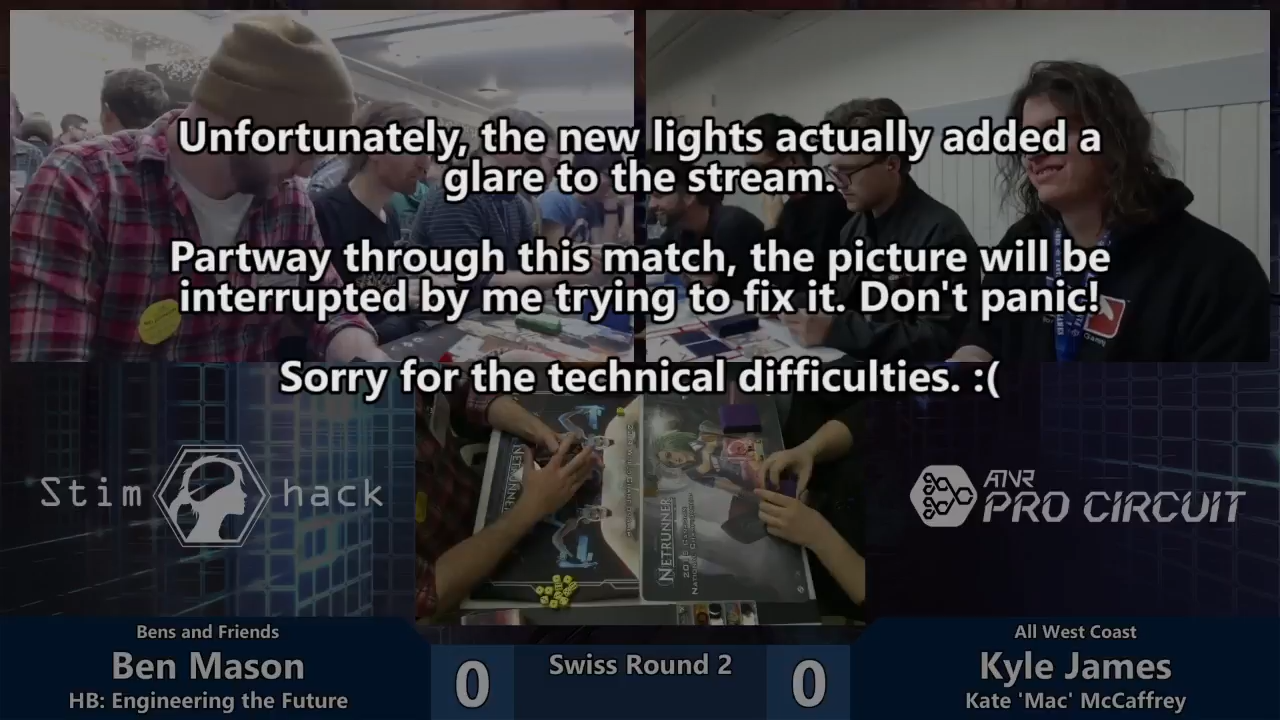 Unfortunately, the new lights actually added a
glare to the stream.
Partway through this match, the picture will be
interrupted by me trying to fix it. Don't panic!
Sorry for the technical difficulties. :(
Stim hack
ANR
PRO CIRCUIT
NETRUNNER
Bens and Friends
Ben Mason
HB: Engineering the Future
0
Swiss Round 2
0
All West Coast
Kyle James
Kate 'Mac' McCaffrey